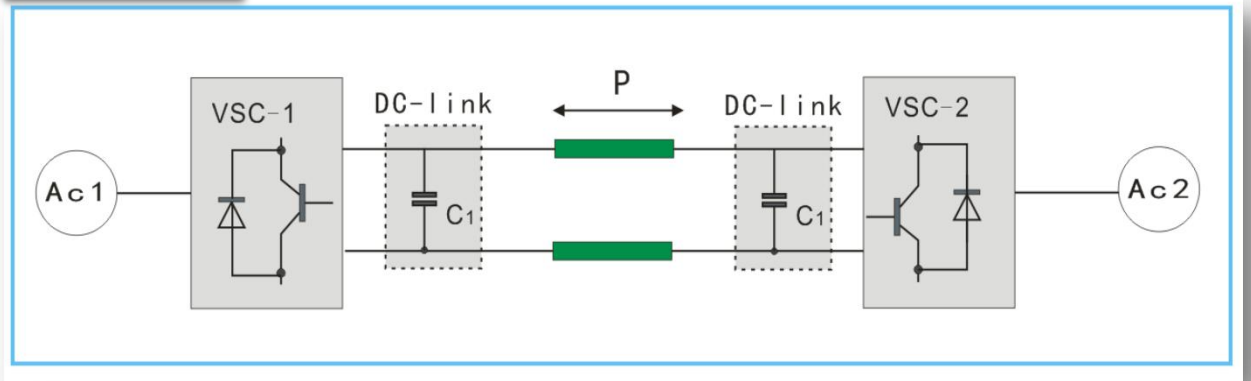 P
VSC-1
DC-link
DC-link
VSC-2
Ac1
C1
C1
Ac2